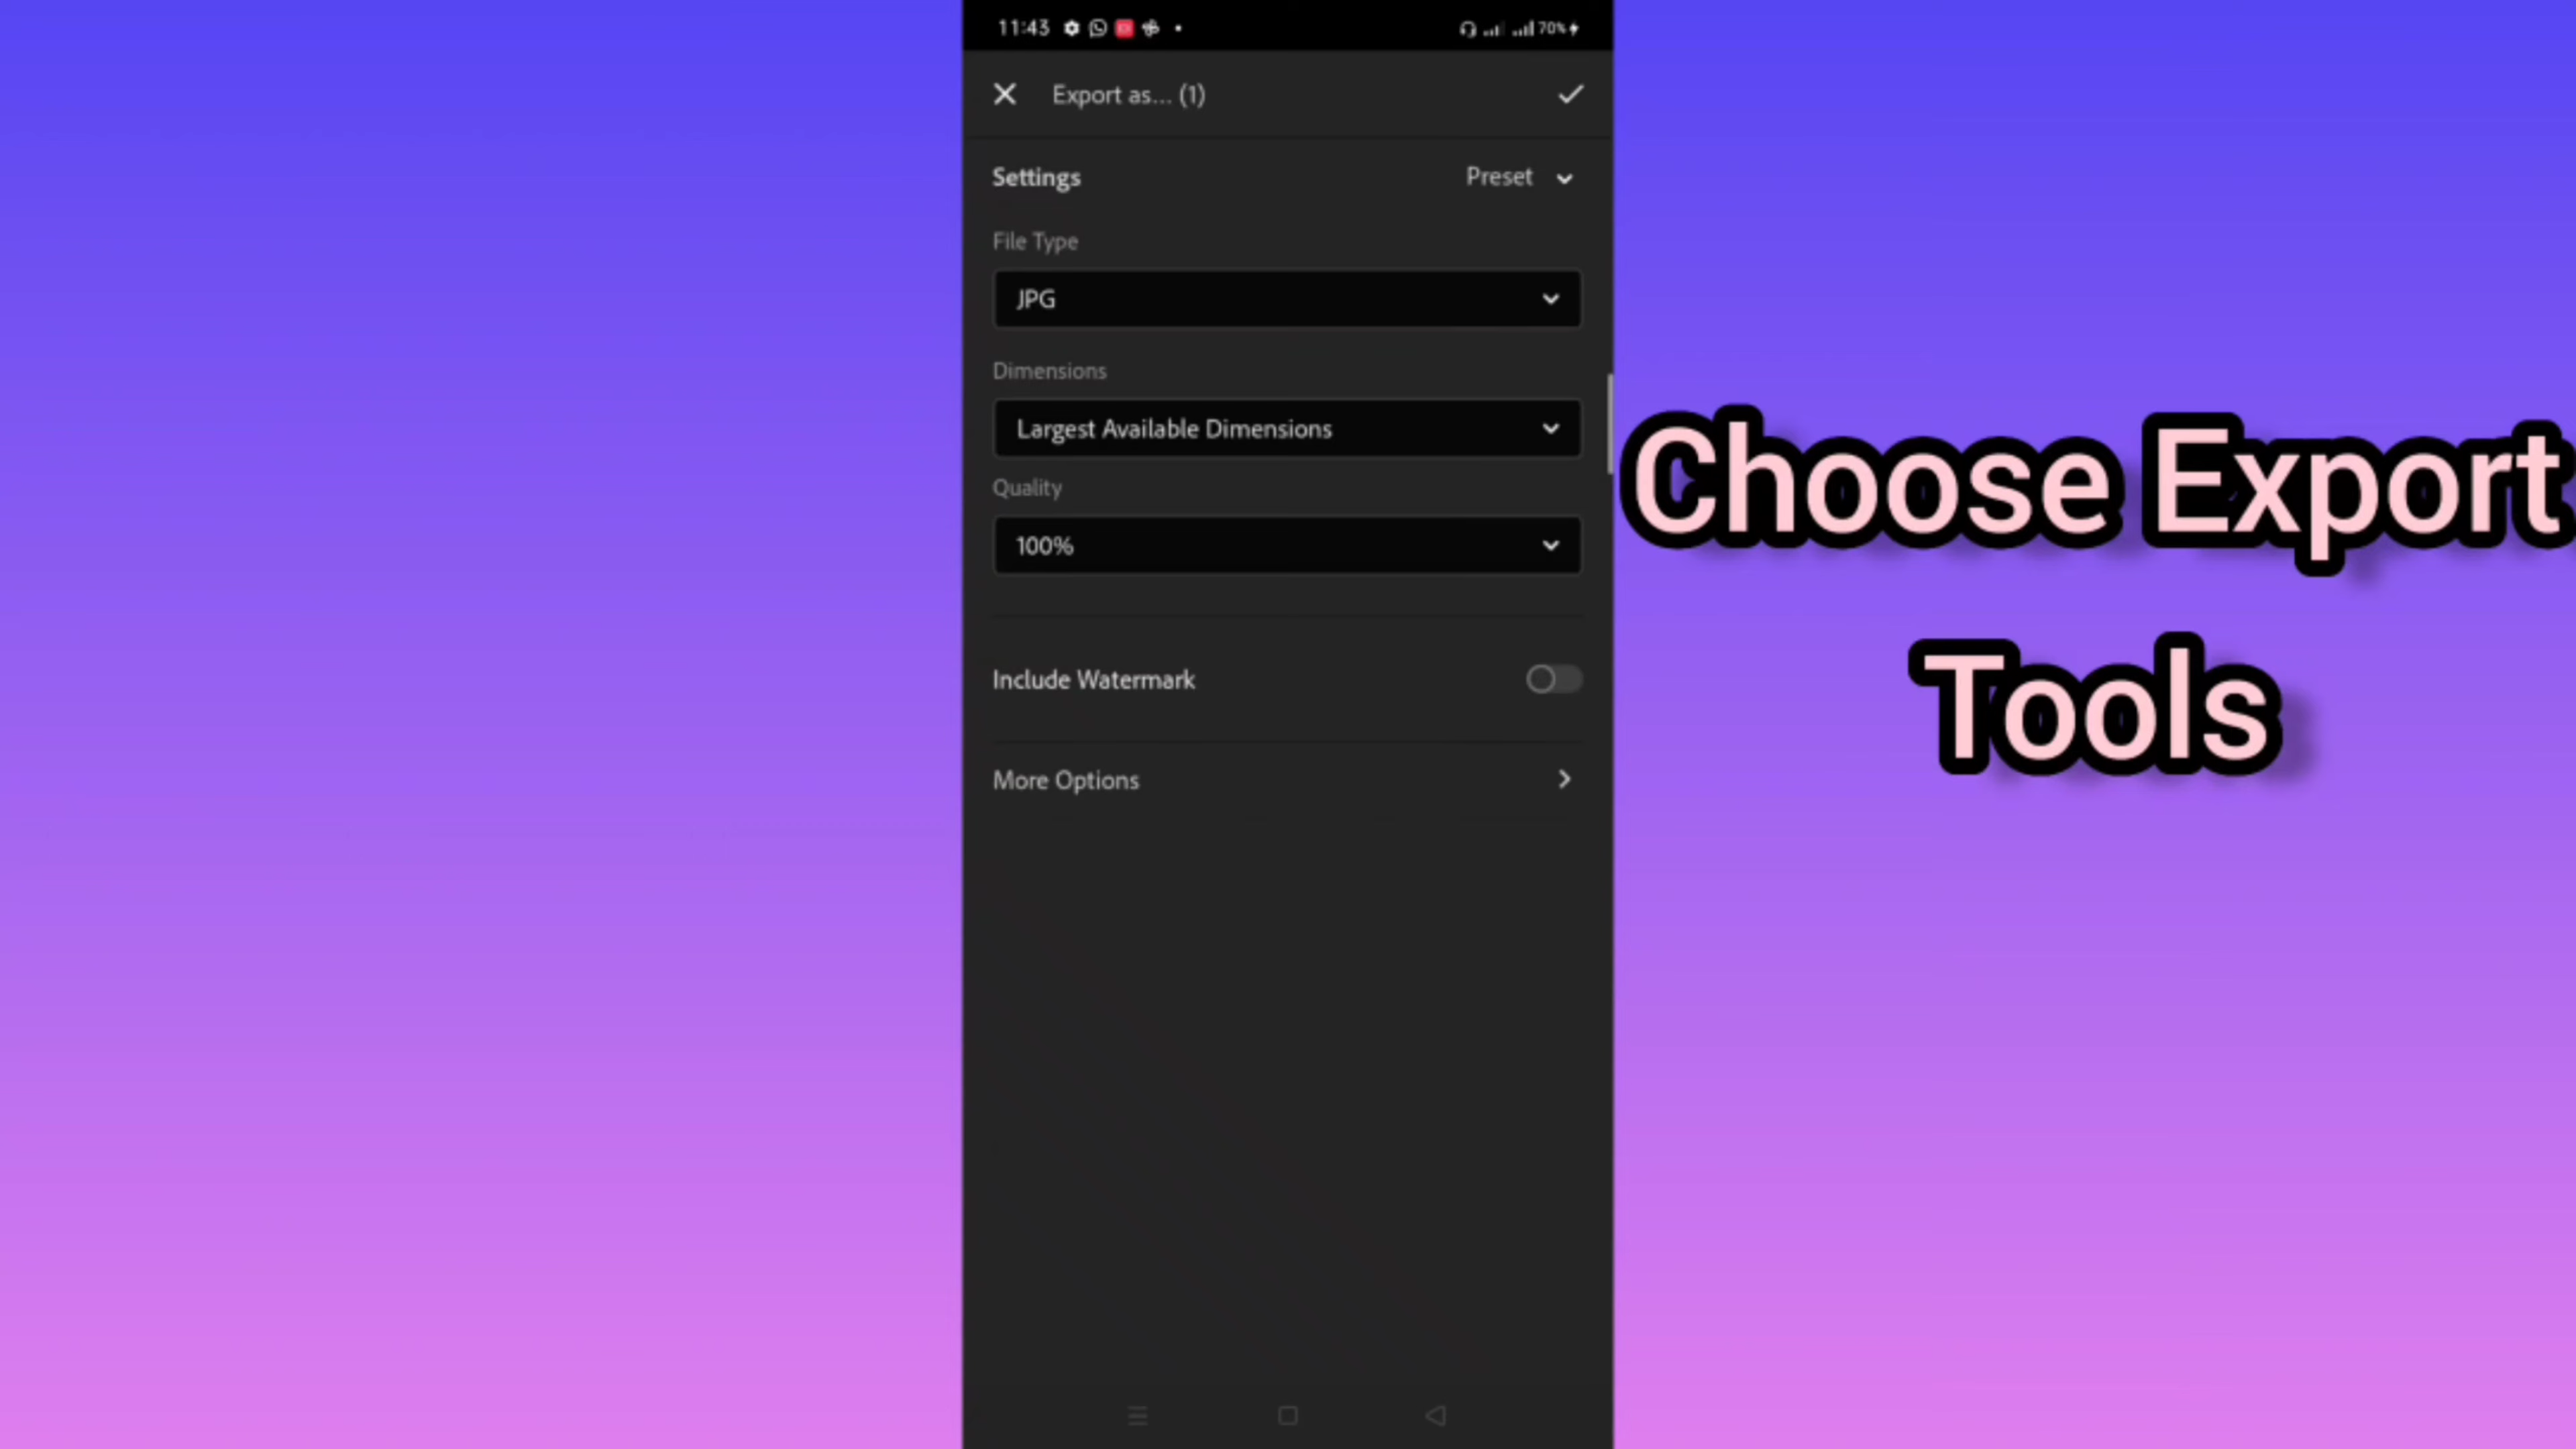 11:43
70%
Export as... (1)
Settings
Preset
File Type
JPG
Dimensions
Largest Available Dimensions
Quality
100%
Include Watermark
More Options
Choose Export
Tools